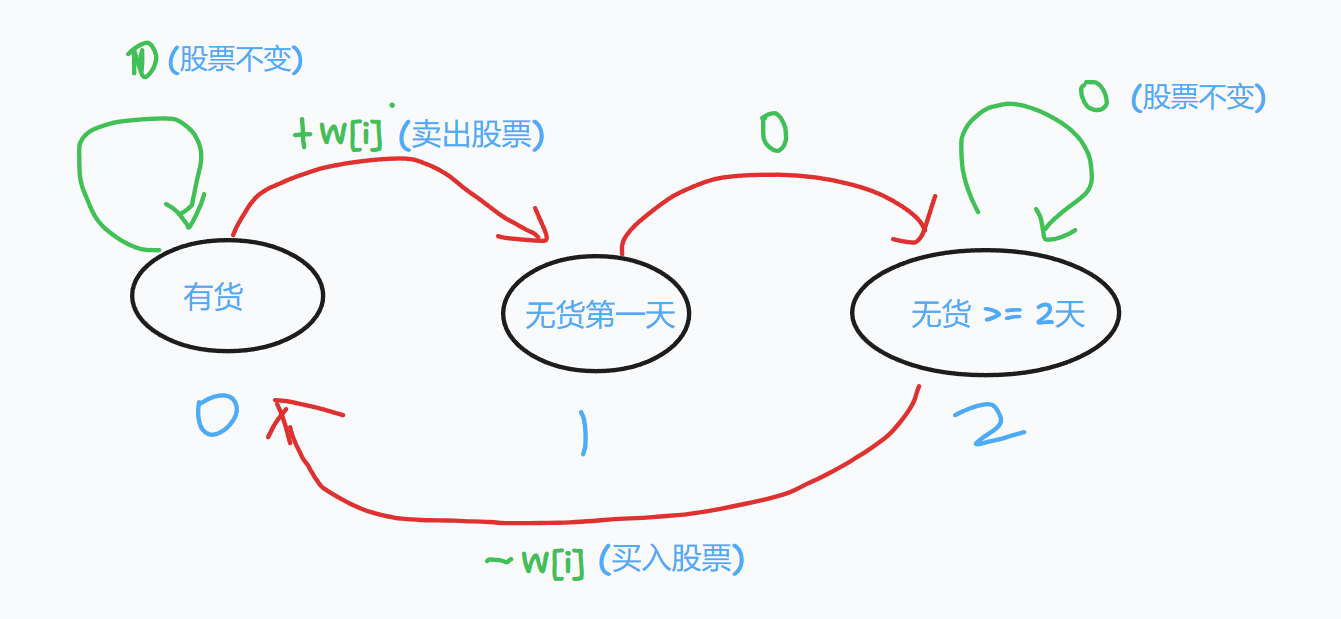 (股票不变)
+w[i] (卖出股票)
0
0 (股票不变)
有货
无货第一天
无货 >= 2天
0
1
2
-w[i] (买入股票)